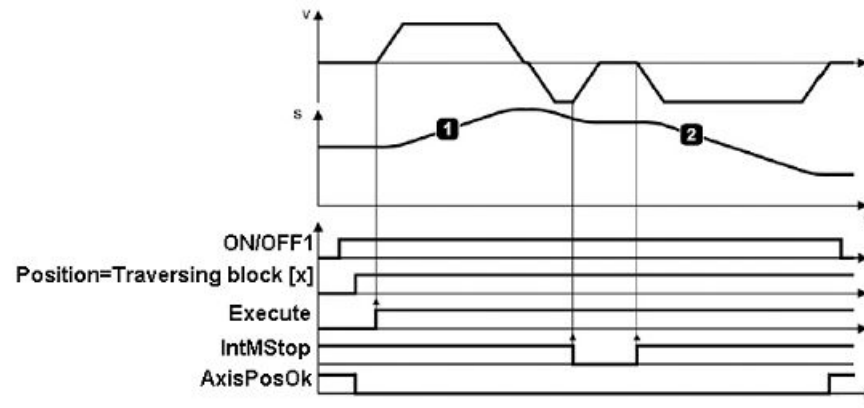 v
s
1
2
ON/OFF1
Position=Traversing block [x]
Execute
IntMStop
AxisPosOk